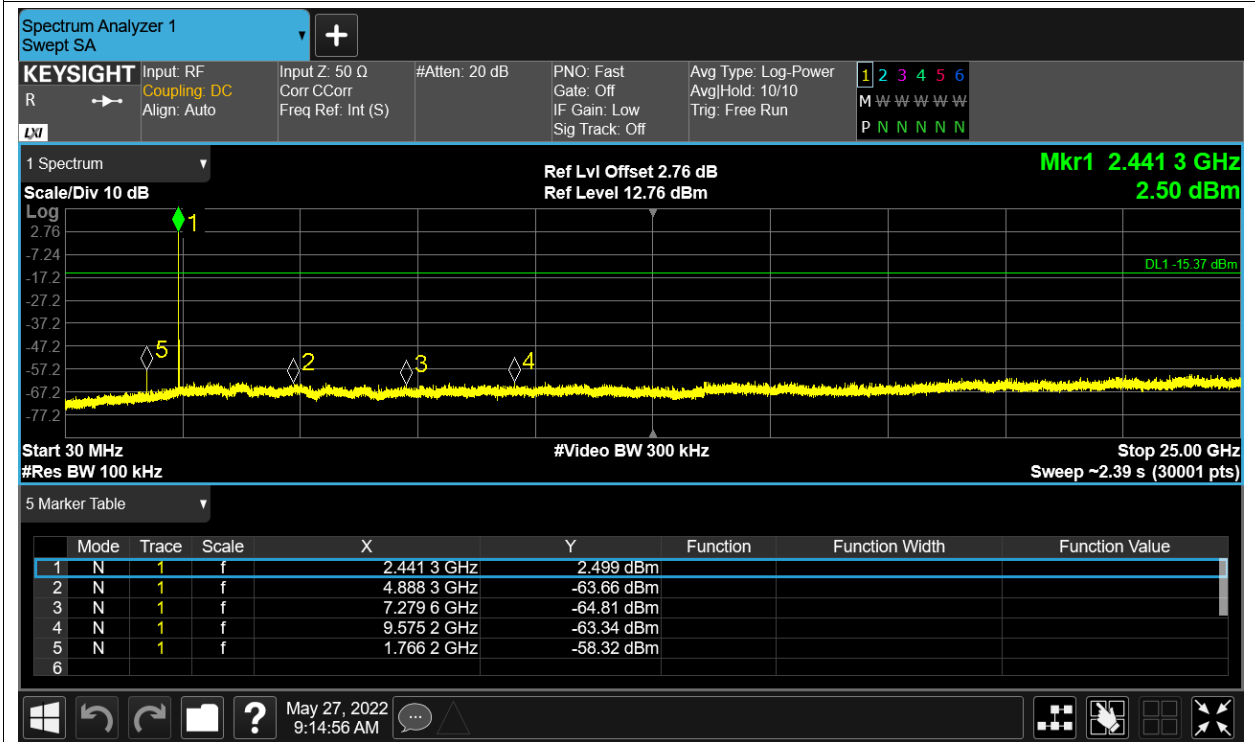 Spectrum Analyzer 1
Swept SA
KEYSIGHT
R
LXI
Input: RF
Coupling: DC
Align: Auto
Input Z: 50 Ω
Corr CCorr
Freq Ref: Int (S)
#Atten: 20 dB
PNO: Fast
Gate: Off
IF Gain: Low
Sig Track: Off
Avg Type: Log-Power
Avg|Hold: 10/10
Trig: Free Run
1 2 3 4 5 6
M W W W W W
P N N N N N
1 Spectrum
Scale/Div 10 dB
Ref Lvl Offset 2.76 dB
Ref Level 12.76 dBm
Mkr1 2.441 3 GHz
2.50 dBm
Log
2.76
-7.24
-17.2
-27.2
-37.2
-47.2
-57.2
-67.2
-77.2
1
DL1 -15.37 dBm
5
2
3
4
Start 30 MHz
#Res BW 100 kHz
#Video BW 300 kHz
Stop 25.00 GHz
Sweep ~2.39 s (30001 pts)
5 Marker Table
Mode Trace Scale X Y Function Function Width Function Value
1 N 1 f 2.441 3 GHz 2.499 dBm
2 N 1 f 4.888 3 GHz -63.66 dBm
3 N 1 f 7.279 6 GHz -64.81 dBm
4 N 1 f 9.575 2 GHz -63.34 dBm
5 N 1 f 1.766 2 GHz -58.32 dBm
6
?
May 27, 2022
9:14:56 AM